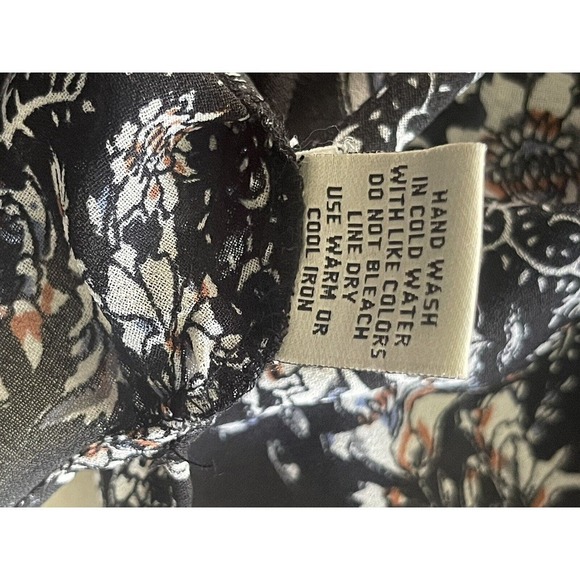 HAND WASH
IN COLD WATER
WITH LIKE COLORS
DO NOT BLEACH
LINE DRY
USE WARM OR
COOL IRON